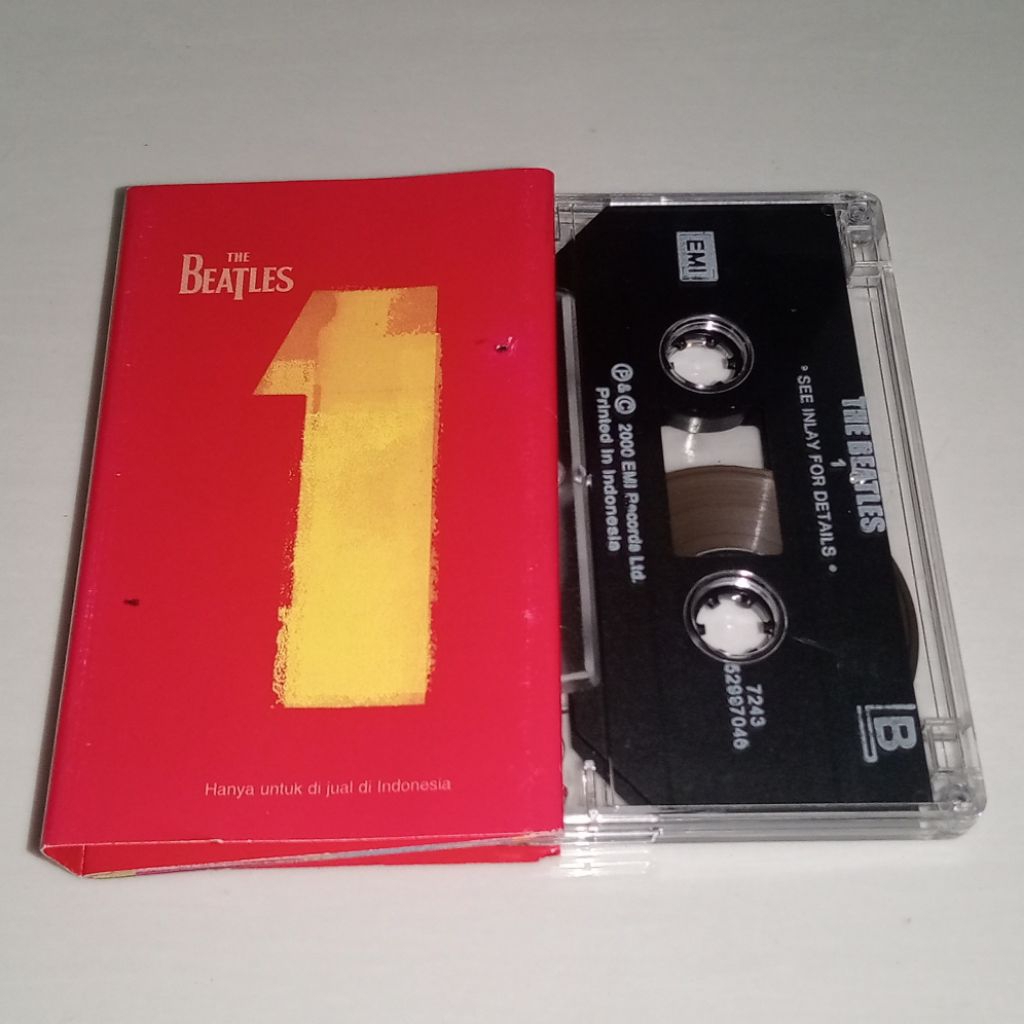 THE
BEATLES
1
Hanya untuk di jual di Indonesia
EMI
THE BEATLES
1
° SEE INLAY FOR DETAILS •
℗ & © 2000 EMI Records Ltd.
Printed in Indonesia
7243
52997046
B